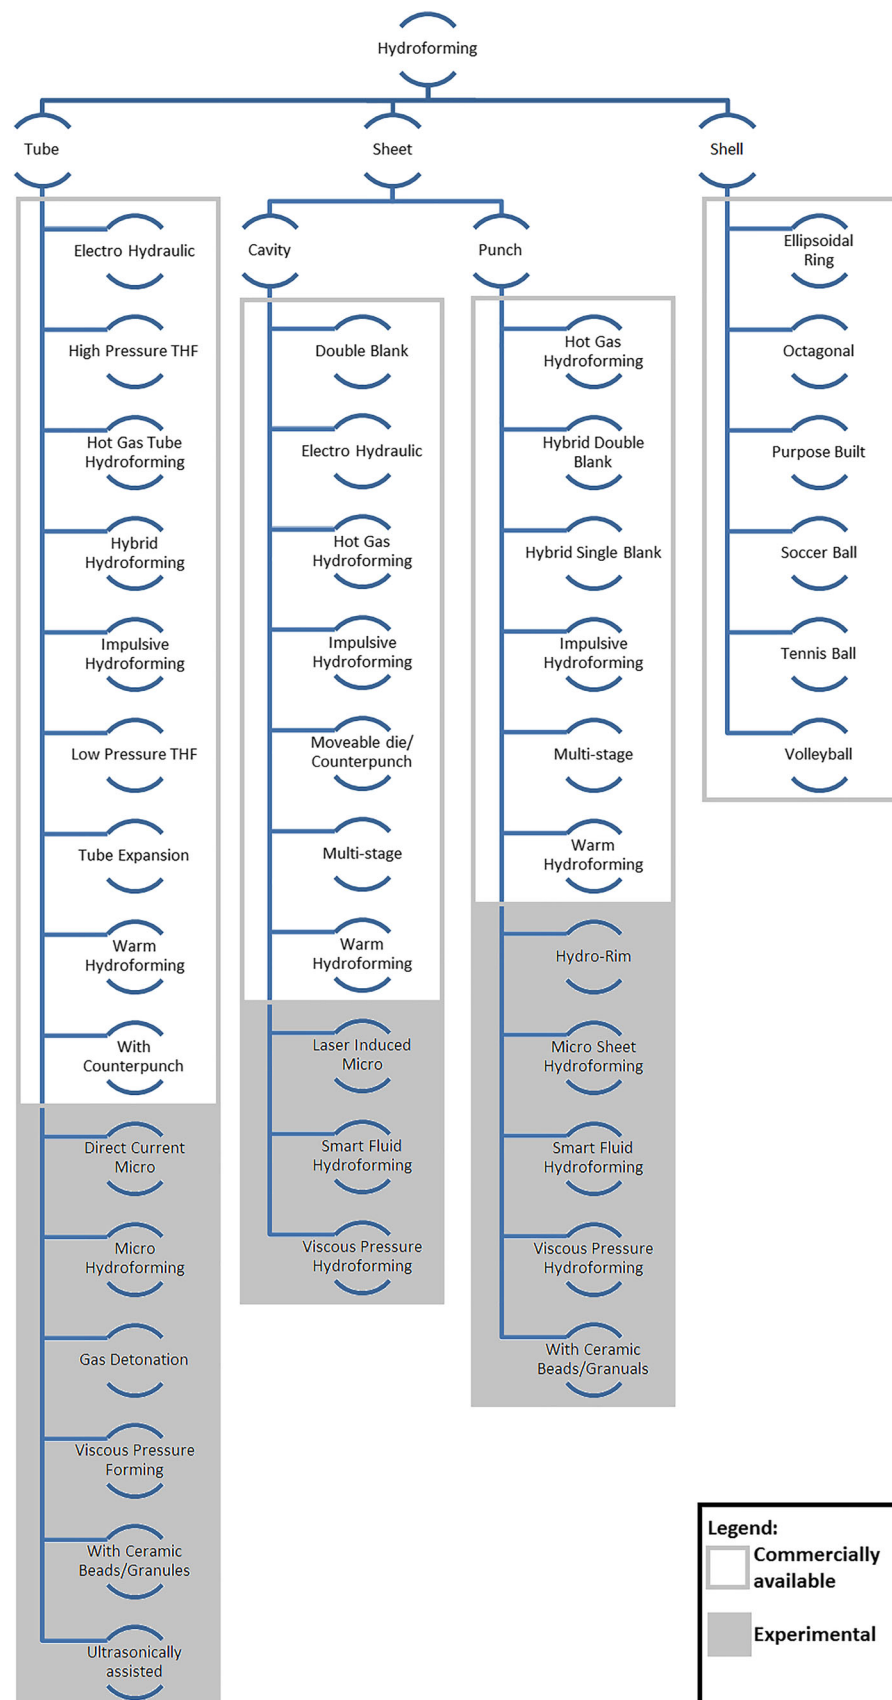 Hydroforming
Tube
Sheet
Shell
Electro Hydraulic
High Pressure THF
Hot Gas Tube
Hydroforming
Hybrid
Hydroforming
Impulsive
Hydroforming
Low Pressure THF
Tube Expansion
Warm
Hydroforming
With
Counterpunch
Direct Current
Micro
Micro
Hydroforming
Gas Detonation
Viscous Pressure
Forming
With Ceramic
Beads/Granules
Ultrasonically
assisted
Cavity
Double Blank
Electro Hydraulic
Hot Gas
Hydroforming
Impulsive
Hydroforming
Moveable die/
Counterpunch
Multi-stage
Warm
Hydroforming
Laser Induced
Micro
Smart Fluid
Hydroforming
Viscous Pressure
Hydroforming
Punch
Hot Gas
Hydroforming
Hybrid Double
Blank
Hybrid Single Blank
Impulsive
Hydroforming
Multi-stage
Warm
Hydroforming
Hydro-Rim
Micro Sheet
Hydroforming
Smart Fluid
Hydroforming
Viscous Pressure
Hydroforming
With Ceramic
Beads/Granuals
Ellipsoidal
Ring
Octagonal
Purpose Built
Soccer Ball
Tennis Ball
Volleyball
Legend:
Commercially
available
Experimental